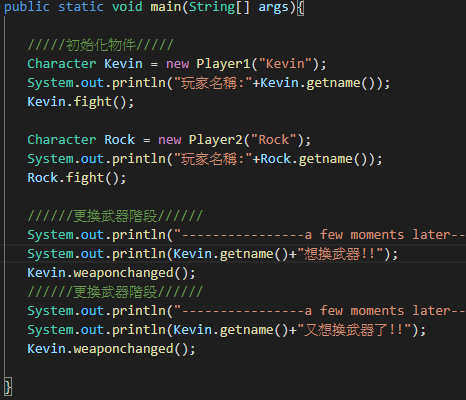 public static void main(String[] args){
/////初始化物件/////
Character Kevin = new Player1("Kevin");
System.out.println("玩家名稱:"+Kevin.getname());
Kevin.fight();
Character Rock = new Player2("Rock");
System.out.println("玩家名稱:"+Rock.getname());
Rock.fight();
//////更換武器階段//////
System.out.println("----------------a few moments later--
System.out.println(Kevin.getname()+"想換武器!!");
Kevin.weaponchanged();
//////更換武器階段//////
System.out.println("----------------a few moments later--
System.out.println(Kevin.getname()+"又想換武器了!!");
Kevin.weaponchanged();
}